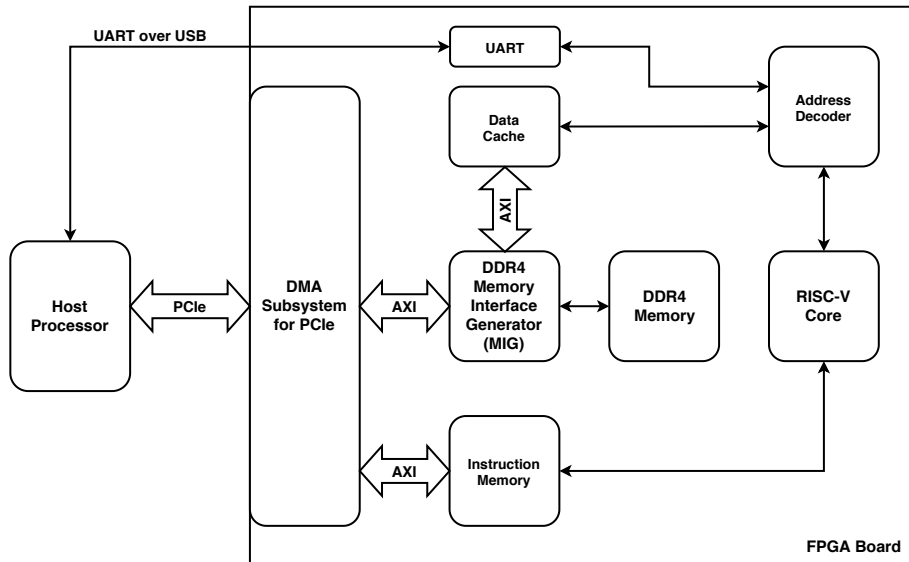 UART over USB
UART
Address
Decoder
Data
Cache
AXI
Host
Processor
PCIe
DMA
Subsystem
for PCIe
AXI
DDR4
Memory
Interface
Generator
(MIG)
DDR4
Memory
RISC-V
Core
AXI
Instruction
Memory
FPGA Board